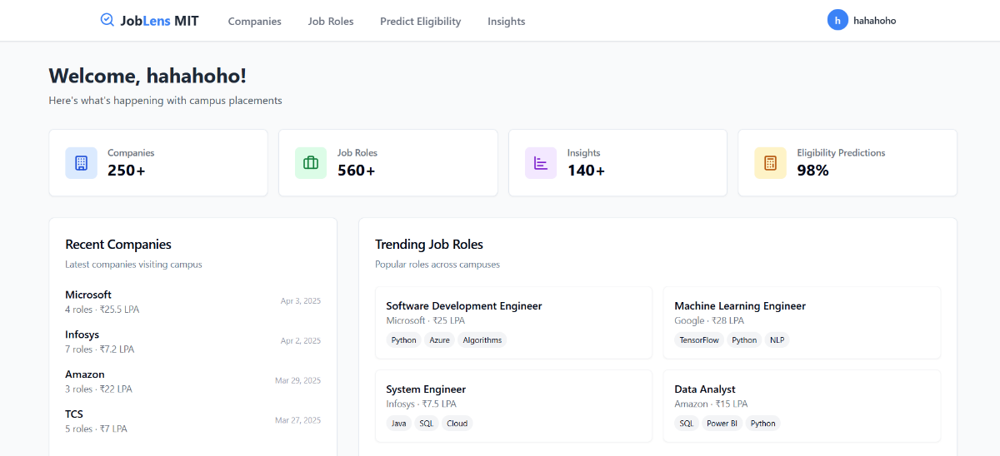 JobLens MIT
Companies
Job Roles
Predict Eligibility
Insights
h
hahahoho
Welcome, hahahoho!
Here's what's happening with campus placements
Companies
250+
Job Roles
560+
Insights
140+
Eligibility Predictions
98%
Recent Companies
Latest companies visiting campus
Microsoft
4 roles · ₹25.5 LPA
Apr 3, 2025
Infosys
7 roles · ₹7.2 LPA
Apr 2, 2025
Amazon
3 roles · ₹22 LPA
Mar 29, 2025
TCS
5 roles · ₹7 LPA
Mar 27, 2025
Trending Job Roles
Popular roles across campuses
Software Development Engineer
Microsoft · ₹25 LPA
Python Azure Algorithms
Machine Learning Engineer
Google · ₹28 LPA
TensorFlow Python NLP
System Engineer
Infosys · ₹7.5 LPA
Java SQL Cloud
Data Analyst
Amazon · ₹15 LPA
SQL Power BI Python